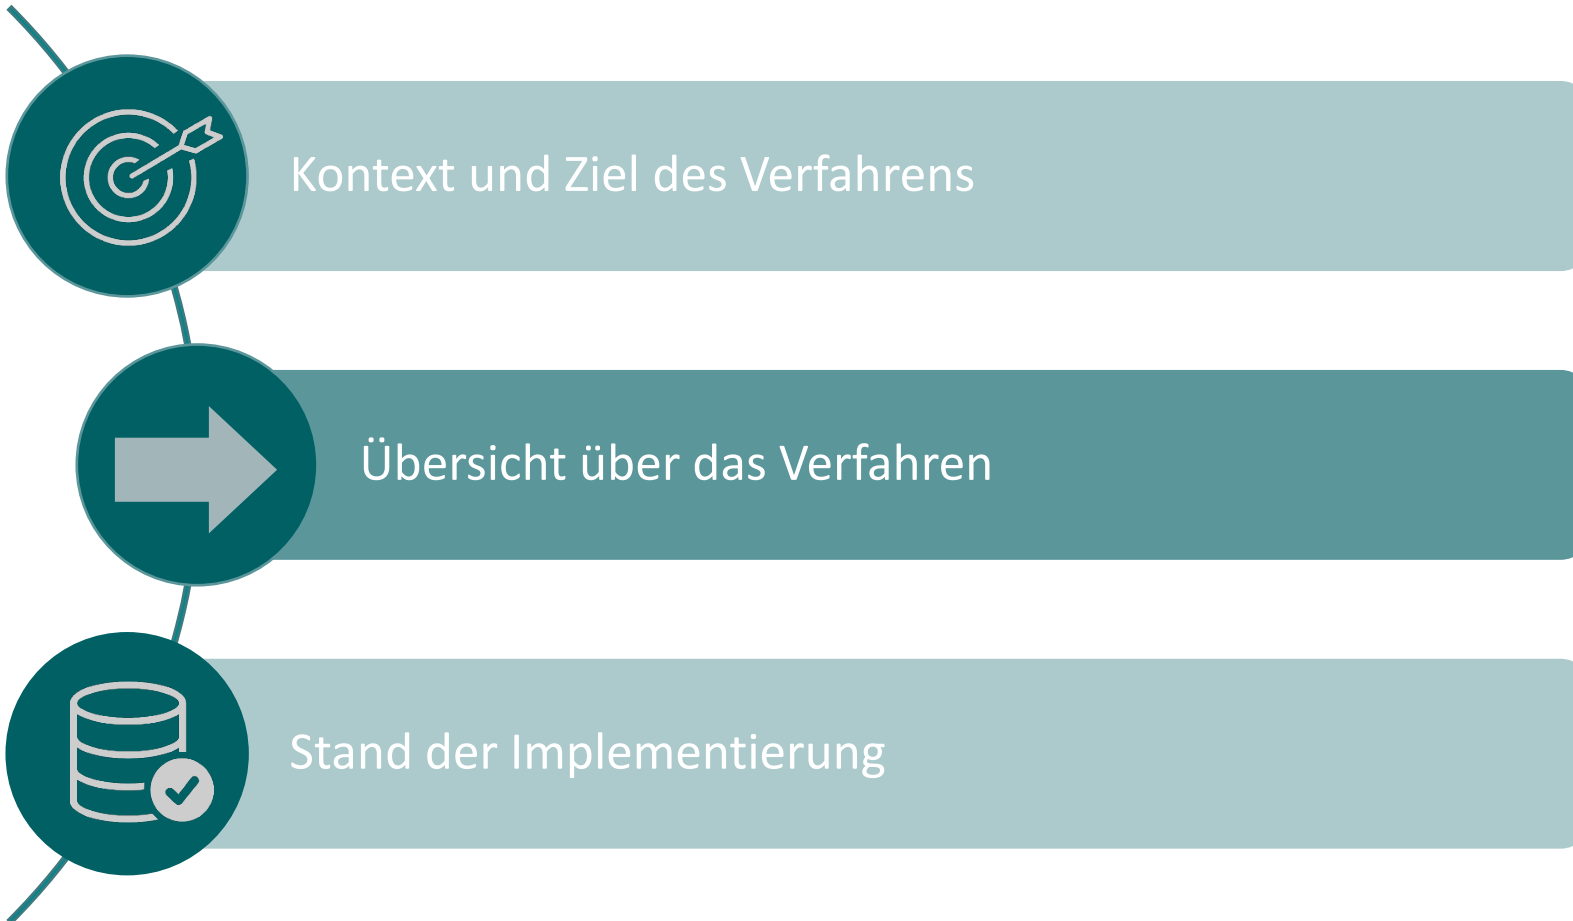 Kontext und Ziel des Verfahrens
Übersicht über das Verfahren
Stand der Implementierung